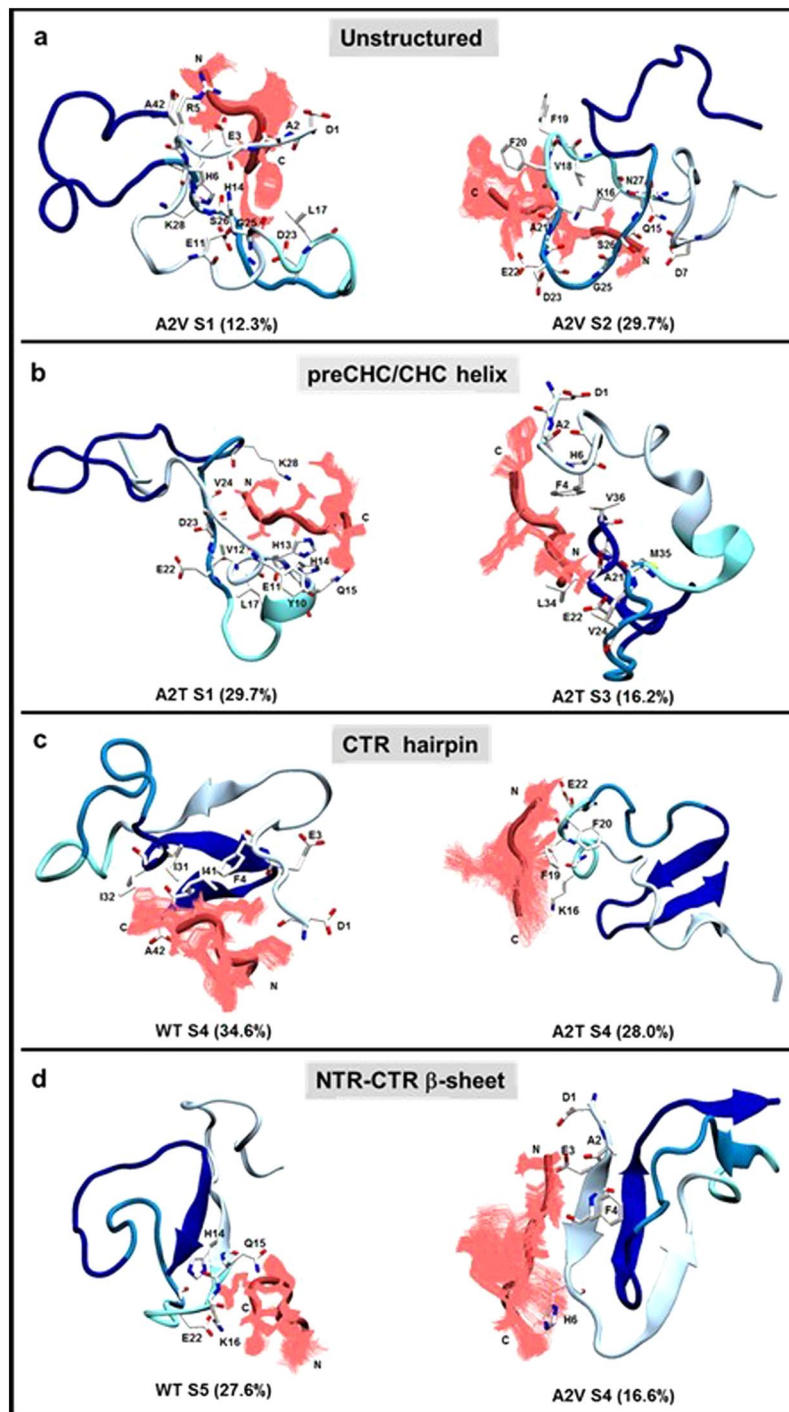 a
Unstructured
N
A42
R5
E3
A2
D1
C
H6
H14
S26
G25
L17
K28
D23
E11
A2V S1 (12.3%)
F19
F20
V18
N27
C
K16
A21
Q15
S26
N
E22
G25
D7
D23
A2V S2 (29.7%)
b
preCHC/CHC helix
K28
V24
N
D23
C
V12
H13
E22
H14
E11
L17
Y10
Q15
A2T S1 (29.7%)
D1
A2
C
H6
F4
V36
N
M35
A21
L34
E22
V24
A2T S3 (16.2%)
c
CTR hairpin
E3
I31
I41
F4
I32
C
D1
A42
N
WT S4 (34.6%)
E22
N
F20
F19
K16
C
A2T S4 (28.0%)
d
NTR-CTR β-sheet
H14
Q15
C
E22
K16
N
WT S5 (27.6%)
D1
A2
N
E3
F4
H6
C
A2V S4 (16.6%)